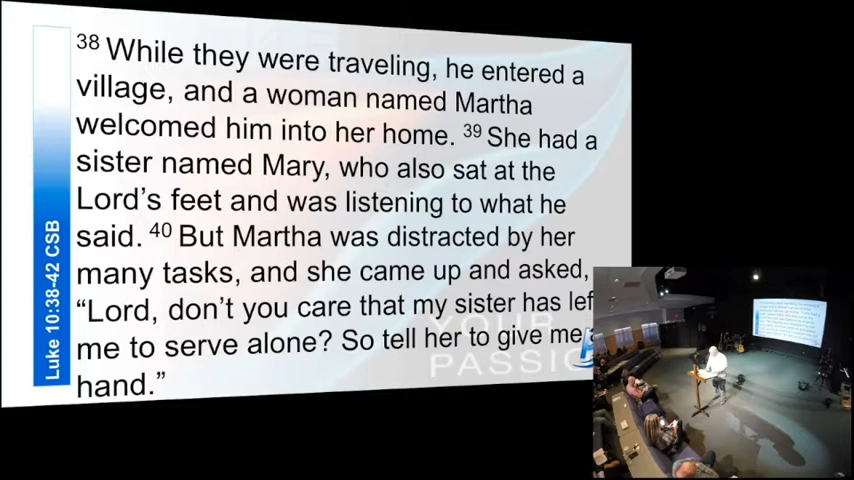 38 While they were traveling, he entered a
village, and a woman named Martha
welcomed him into her home. 39 She had a
sister named Mary, who also sat at the
Lord's feet and was listening to what he
said. 40 But Martha was distracted by her
many tasks, and she came up and asked,
“Lord, don't you care that my sister has lef
me to serve alone? So tell her to give me
hand.”
Luke 10:38-42 CSB
YOUR
PASSIO